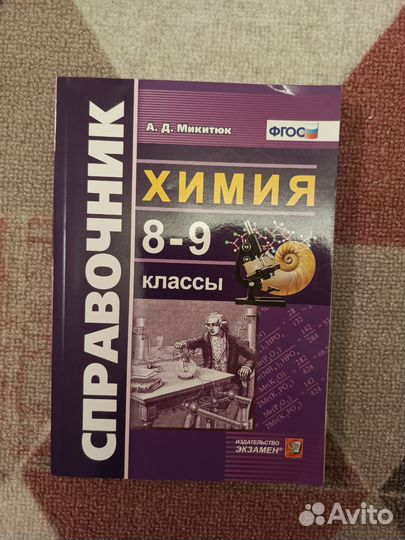 СПРАВОЧНИК
А. Д. Микитюк
ФГОС
ХИМИЯ
8-9
классы
ИЗДАТЕЛЬСТВО
ЭКЗАМЕН®
Avito